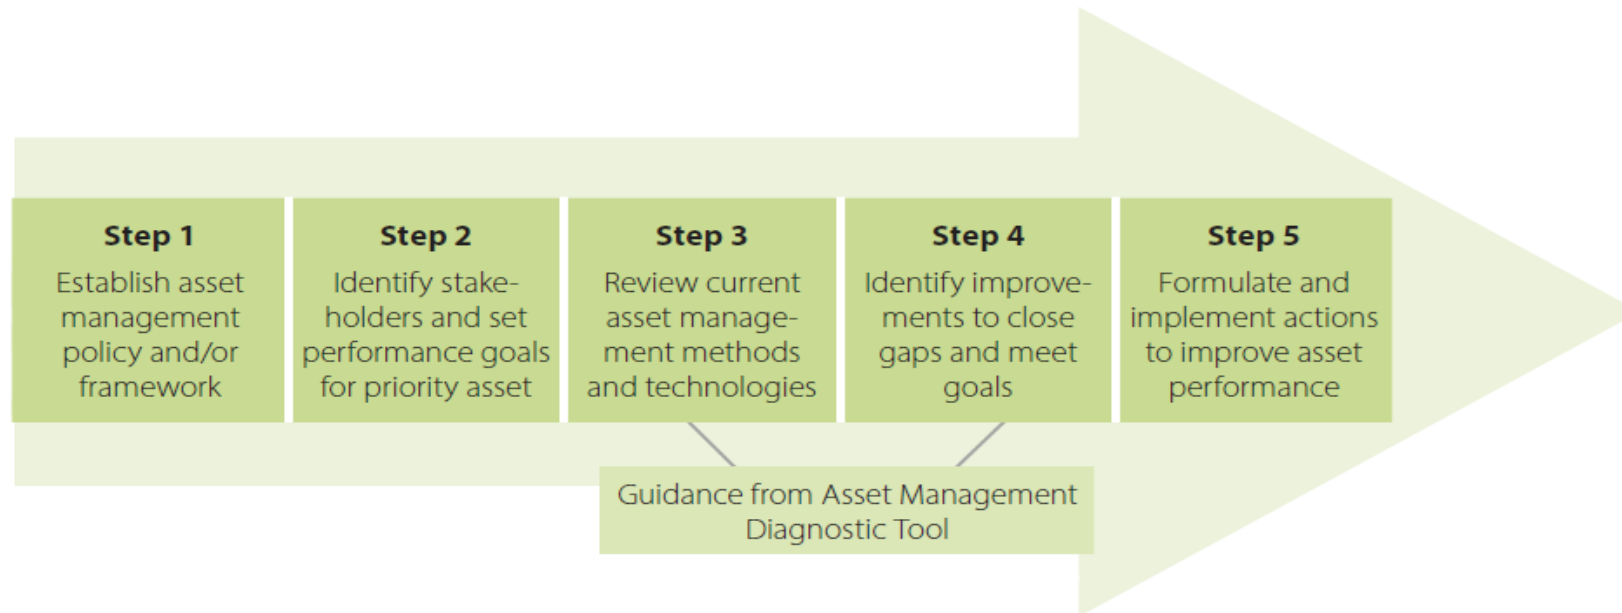 Step 1
Establish asset
management
policy and/or
framework
Step 2
Identify stake-
holders and set
performance goals
for priority asset
Step 3
Review current
asset manage-
ment methods
and technologies
Step 4
Identify improve-
ments to close
gaps and meet
goals
Step 5
Formulate and
implement actions
to improve asset
performance
Guidance from Asset Management
Diagnostic Tool